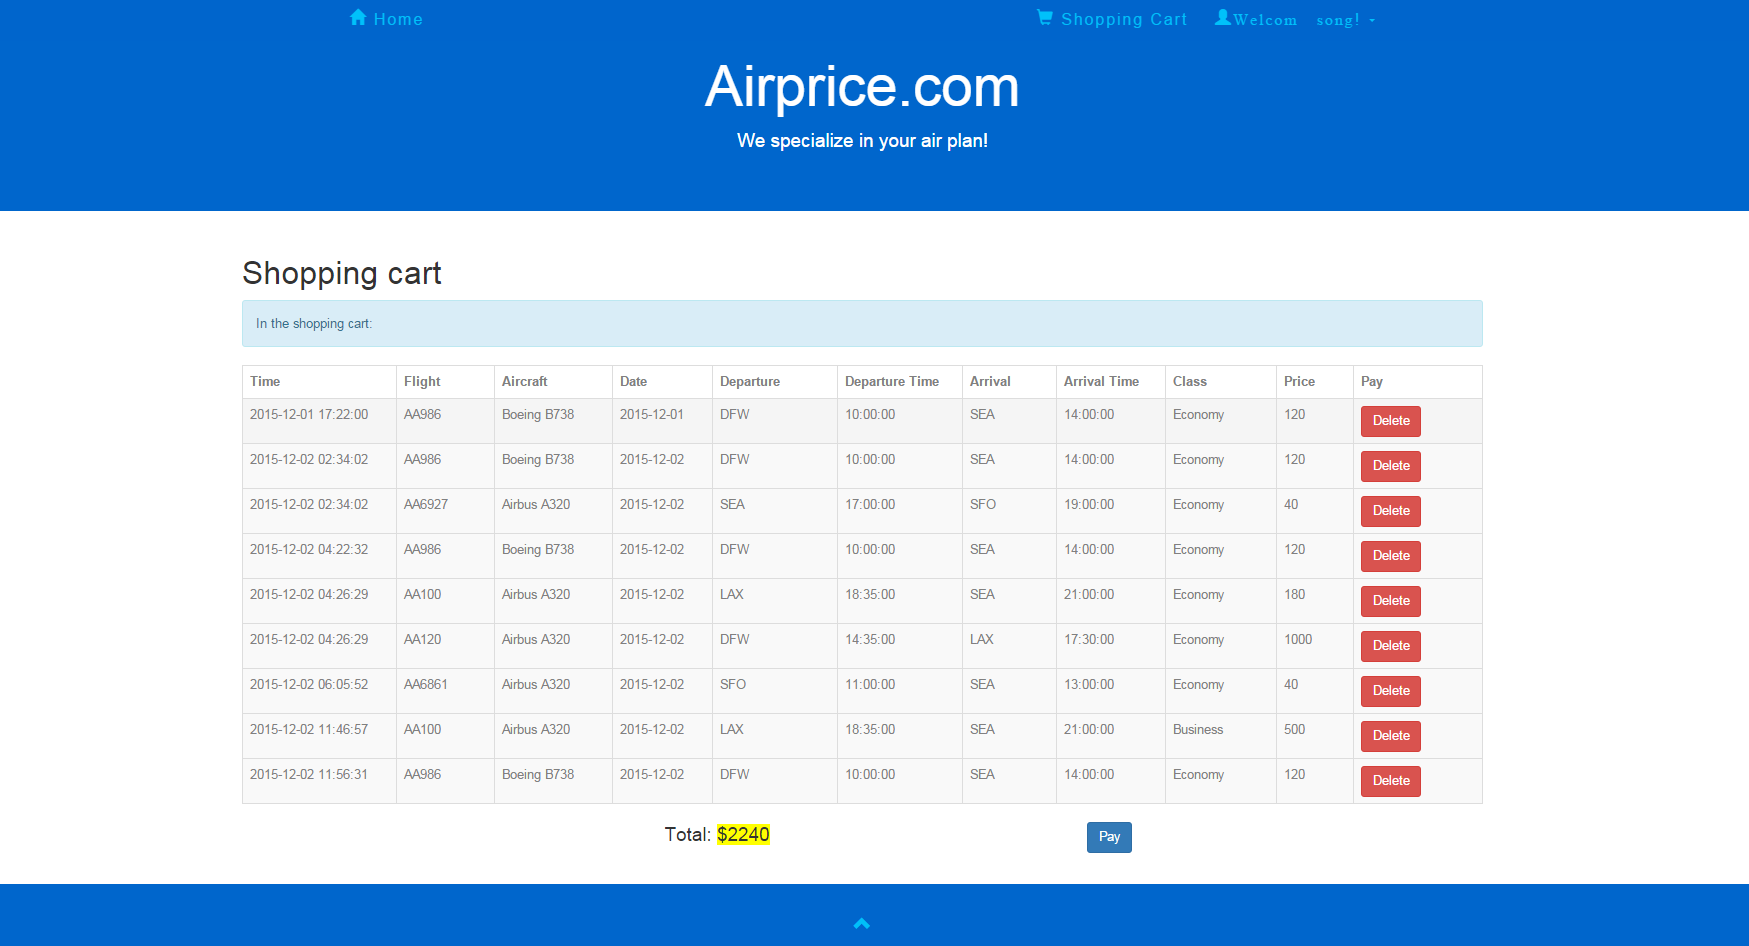 Home Shopping Cart Welcom song!
Airprice.com
We specialize in your air plan!
Shopping cart
In the shopping cart:
Time Flight Aircraft Date Departure Departure Time Arrival Arrival Time Class Price Pay
2015-12-01 17:22:00 AA986 Boeing B738 2015-12-01 DFW 10:00:00 SEA 14:00:00 Economy 120 Delete
2015-12-02 02:34:02 AA986 Boeing B738 2015-12-02 DFW 10:00:00 SEA 14:00:00 Economy 120 Delete
2015-12-02 02:34:02 AA6927 Airbus A320 2015-12-02 SEA 17:00:00 SFO 19:00:00 Economy 40 Delete
2015-12-02 04:22:32 AA986 Boeing B738 2015-12-02 DFW 10:00:00 SEA 14:00:00 Economy 120 Delete
2015-12-02 04:26:29 AA100 Airbus A320 2015-12-02 LAX 18:35:00 SEA 21:00:00 Economy 180 Delete
2015-12-02 04:26:29 AA120 Airbus A320 2015-12-02 DFW 14:35:00 LAX 17:30:00 Economy 1000 Delete
2015-12-02 06:05:52 AA6861 Airbus A320 2015-12-02 SFO 11:00:00 SEA 13:00:00 Economy 40 Delete
2015-12-02 11:46:57 AA100 Airbus A320 2015-12-02 LAX 18:35:00 SEA 21:00:00 Business 500 Delete
2015-12-02 11:56:31 AA986 Boeing B738 2015-12-02 DFW 10:00:00 SEA 14:00:00 Economy 120 Delete
Total: $2240 Pay